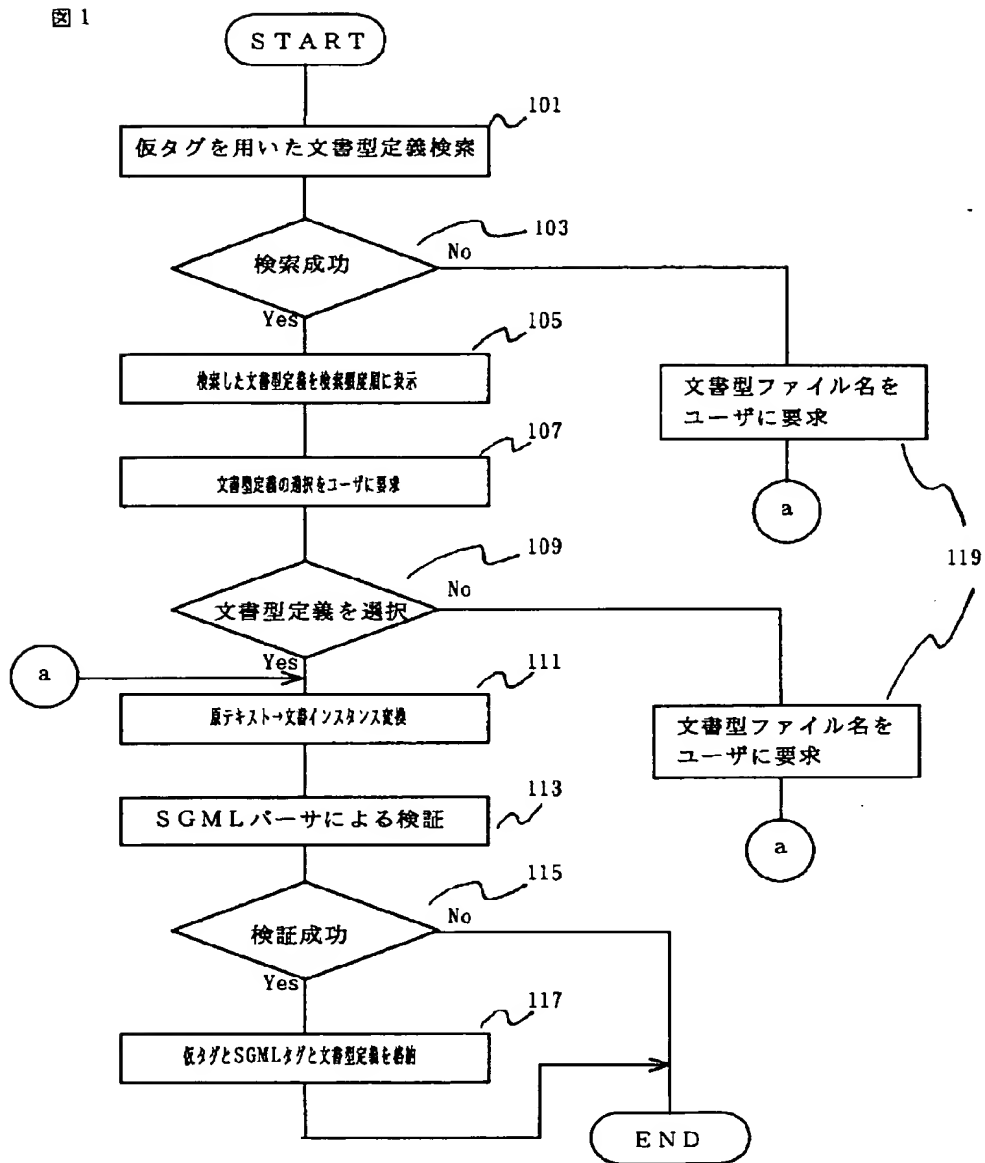 図1
START
101
仮タグを用いた文書型定義検索
103
検索成功
No
Yes
105
検索した文書型定義を検索頻度順に表示
文書型ファイル名を
ユーザに要求
107
文書型定義の選択をユーザに要求
a
119
109
文書型定義を選択
No
Yes
a
111
原テキスト→文書インスタンス変換
文書型ファイル名を
ユーザに要求
113
SGMLパーサによる検証
a
115
検証成功
No
Yes
117
仮タグとSGMLタグと文書型定義を格納
END